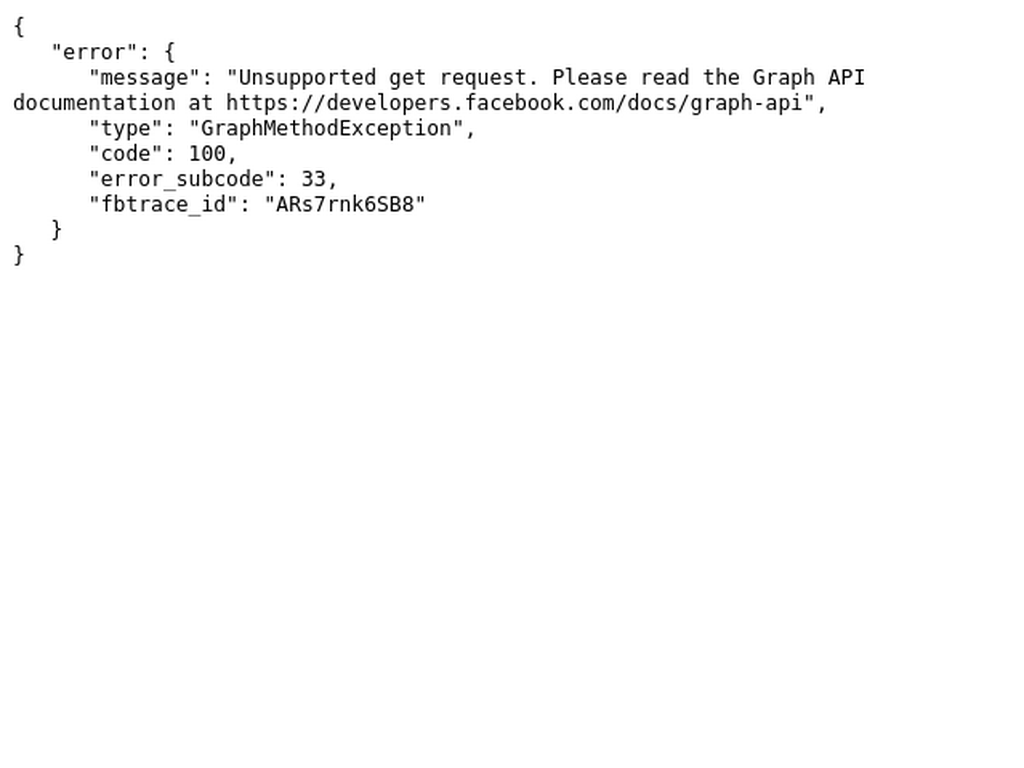 {
   "error": {
      "message": "Unsupported get request. Please read the Graph API
documentation at https://developers.facebook.com/docs/graph-api",
      "type": "GraphMethodException",
      "code": 100,
      "error_subcode": 33,
      "fbtrace_id": "ARs7rnk6SB8"
   }
}